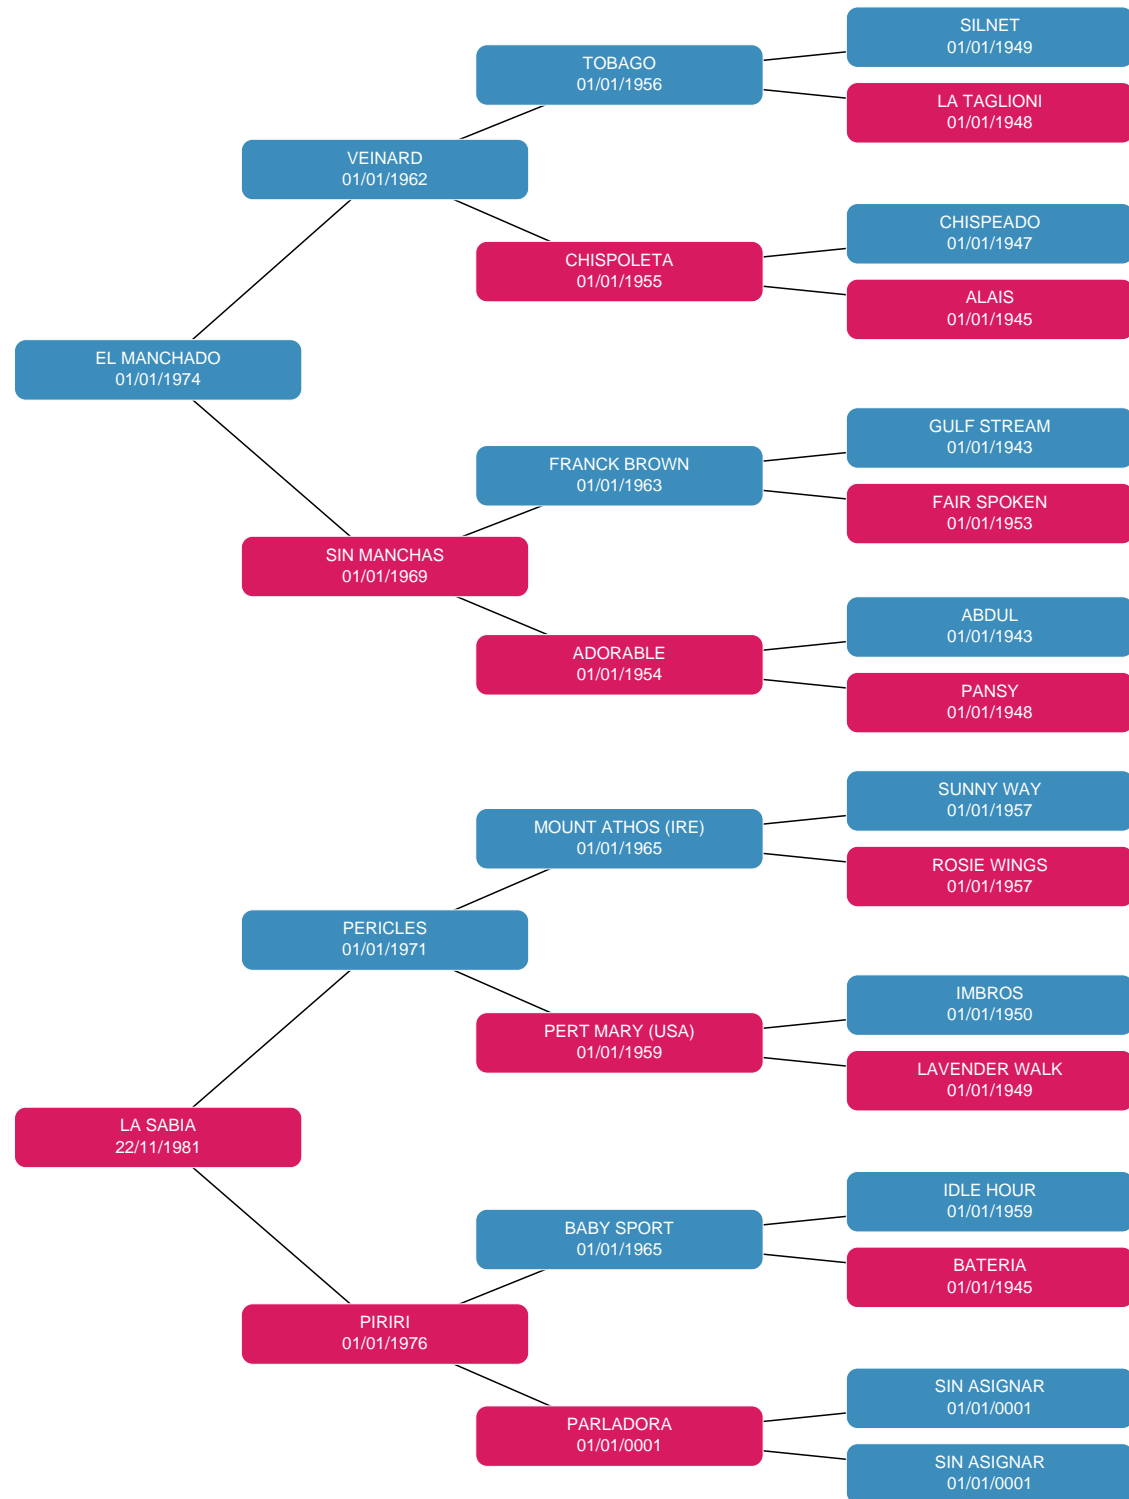 SILNET
01/01/1949
TOBAGO
01/01/1956
LA TAGLIONI
01/01/1948
VEINARD
01/01/1962
CHISPEADO
01/01/1947
CHISPOLETA
01/01/1955
ALAIS
01/01/1945
EL MANCHADO
01/01/1974
GULF STREAM
01/01/1943
FRANCK BROWN
01/01/1963
FAIR SPOKEN
01/01/1953
SIN MANCHAS
01/01/1969
ABDUL
01/01/1943
ADORABLE
01/01/1954
PANSY
01/01/1948
SUNNY WAY
01/01/1957
MOUNT ATHOS (IRE)
01/01/1965
ROSIE WINGS
01/01/1957
PERICLES
01/01/1971
IMBROS
01/01/1950
PERT MARY (USA)
01/01/1959
LAVENDER WALK
01/01/1949
LA SABIA
22/11/1981
IDLE HOUR
01/01/1959
BABY SPORT
01/01/1965
BATERIA
01/01/1945
PIRIRI
01/01/1976
SIN ASIGNAR
01/01/0001
PARLADORA
01/01/0001
SIN ASIGNAR
01/01/0001